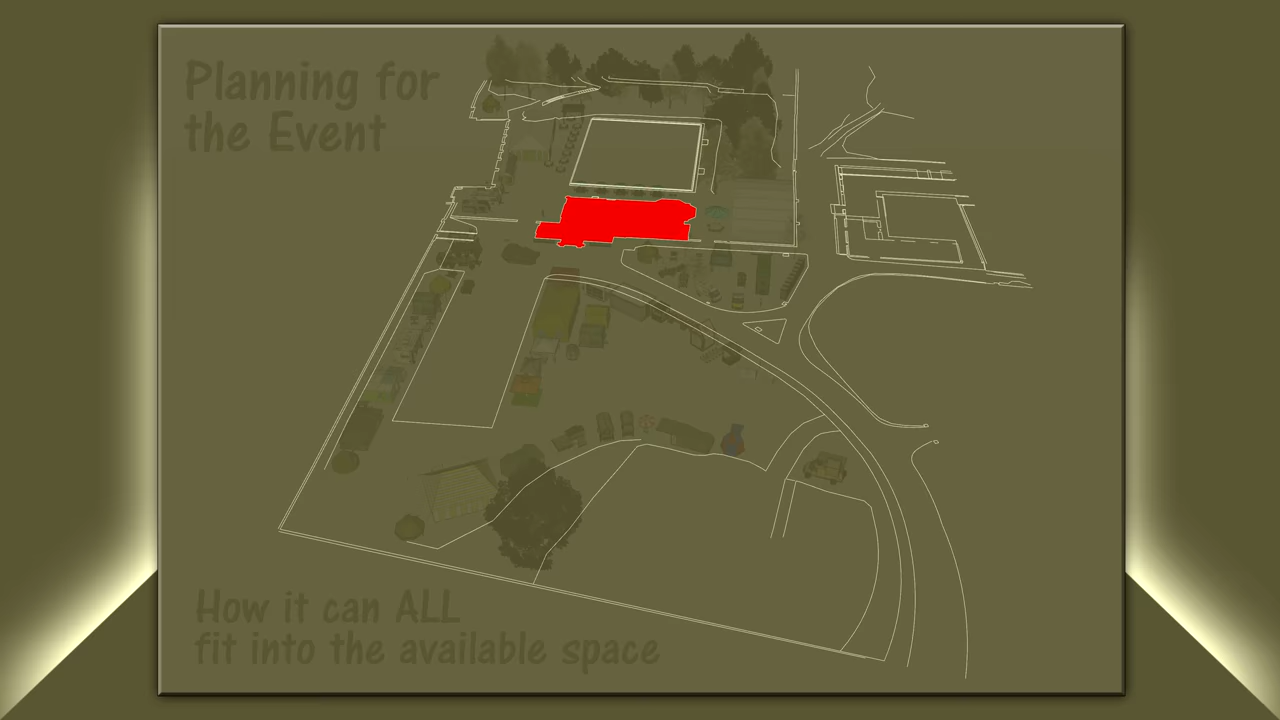 Planning for
the Event
How it can ALL
fit into the available space